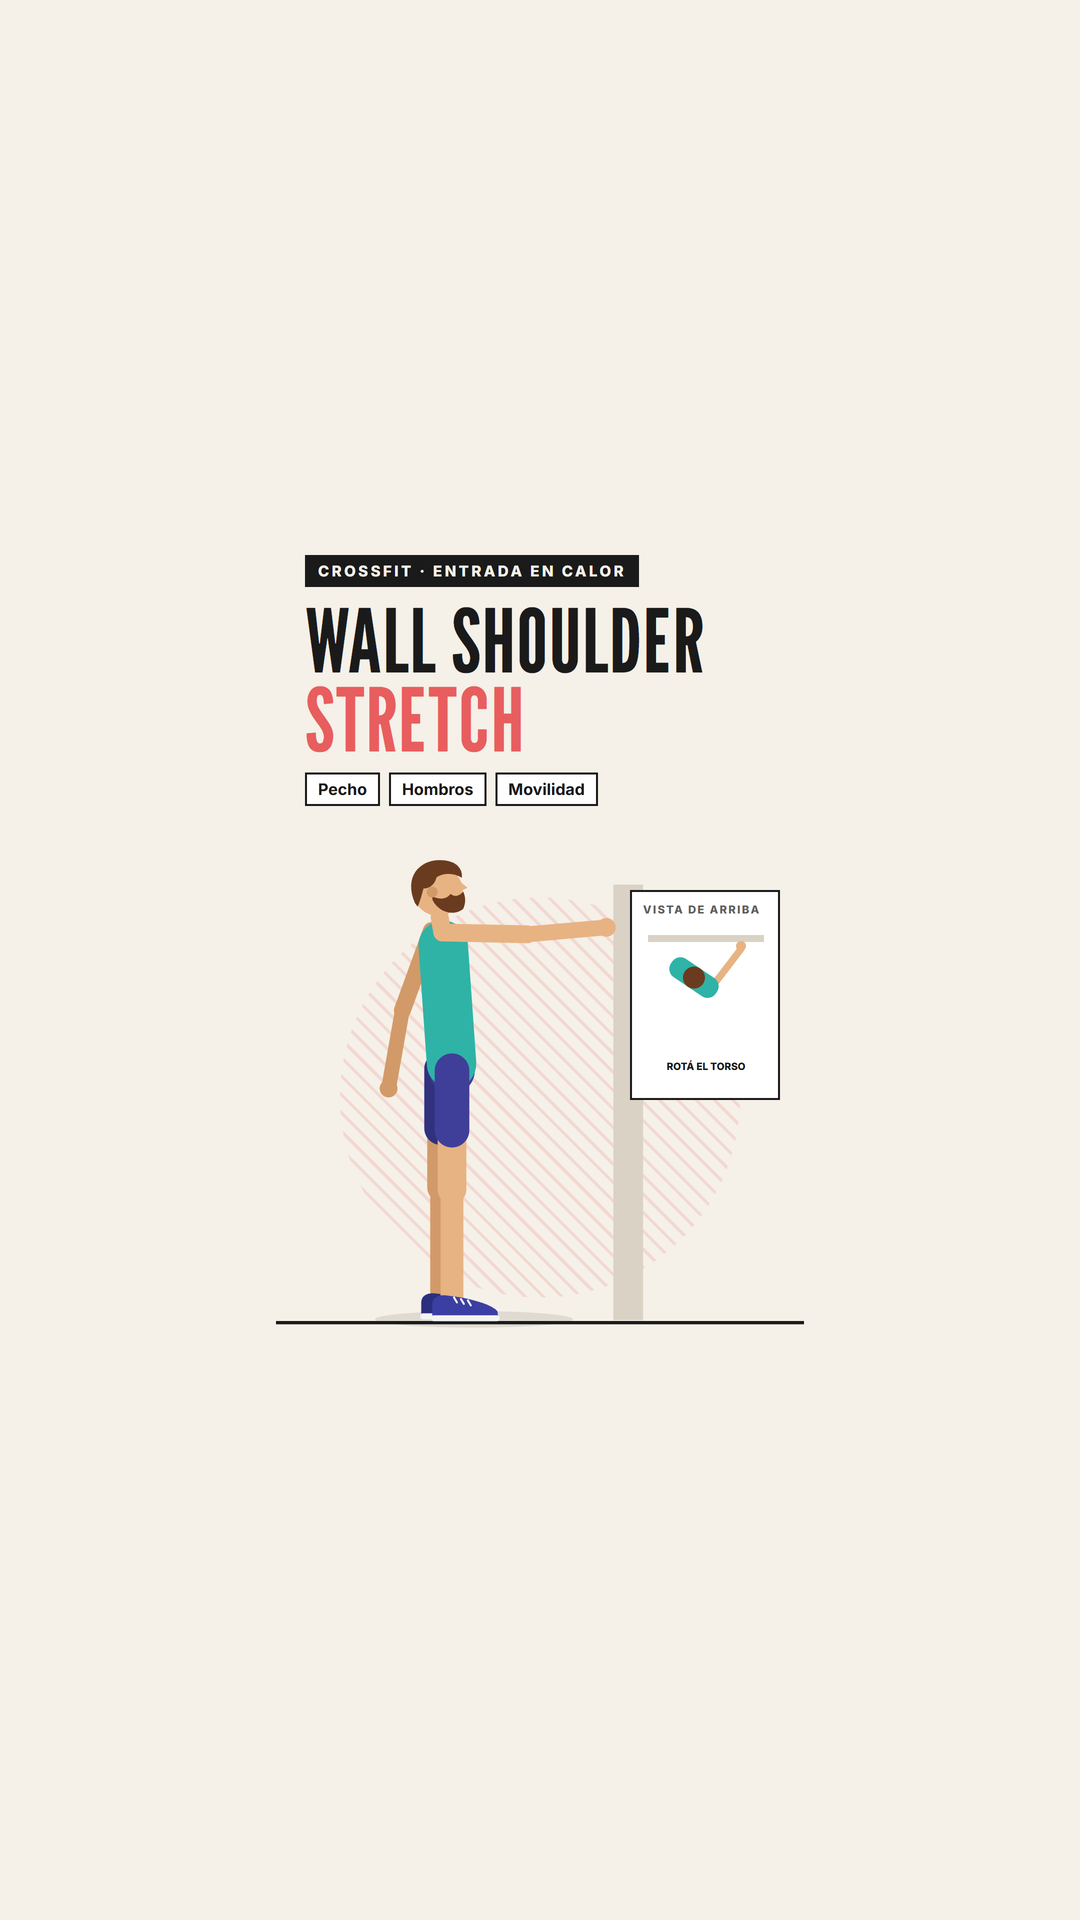 CROSSFIT · ENTRADA EN CALOR
WALL SHOULDER
STRETCH
Pecho
Hombros
Movilidad
VISTA DE ARRIBA
ROTÁ EL TORSO